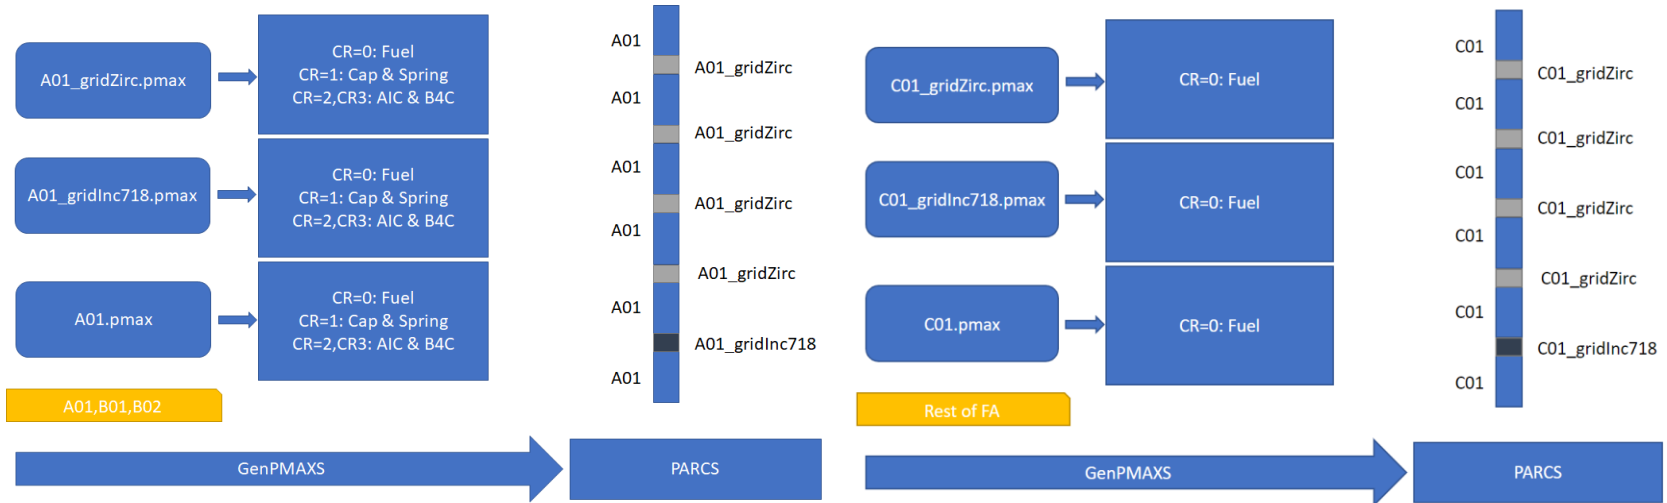 A01_gridZirc.pmax
CR=0: Fuel
CR=1: Cap & Spring
CR=2,CR3: AIC & B4C
A01_gridInc718.pmax
CR=0: Fuel
CR=1: Cap & Spring
CR=2,CR3: AIC & B4C
A01.pmax
CR=0: Fuel
CR=1: Cap & Spring
CR=2,CR3: AIC & B4C
A01,B01,B02
GenPMAXS
A01
A01_gridZirc
A01
A01_gridZirc
A01
A01_gridZirc
A01
A01_gridZirc
A01
A01_gridInc718
A01
PARCS
C01_gridZirc.pmax
CR=0: Fuel
C01_gridInc718.pmax
CR=0: Fuel
C01.pmax
CR=0: Fuel
Rest of FA
GenPMAXS
C01
C01_gridZirc
C01
C01_gridZirc
C01
C01_gridZirc
C01
C01_gridZirc
C01
C01_gridInc718
C01
PARCS